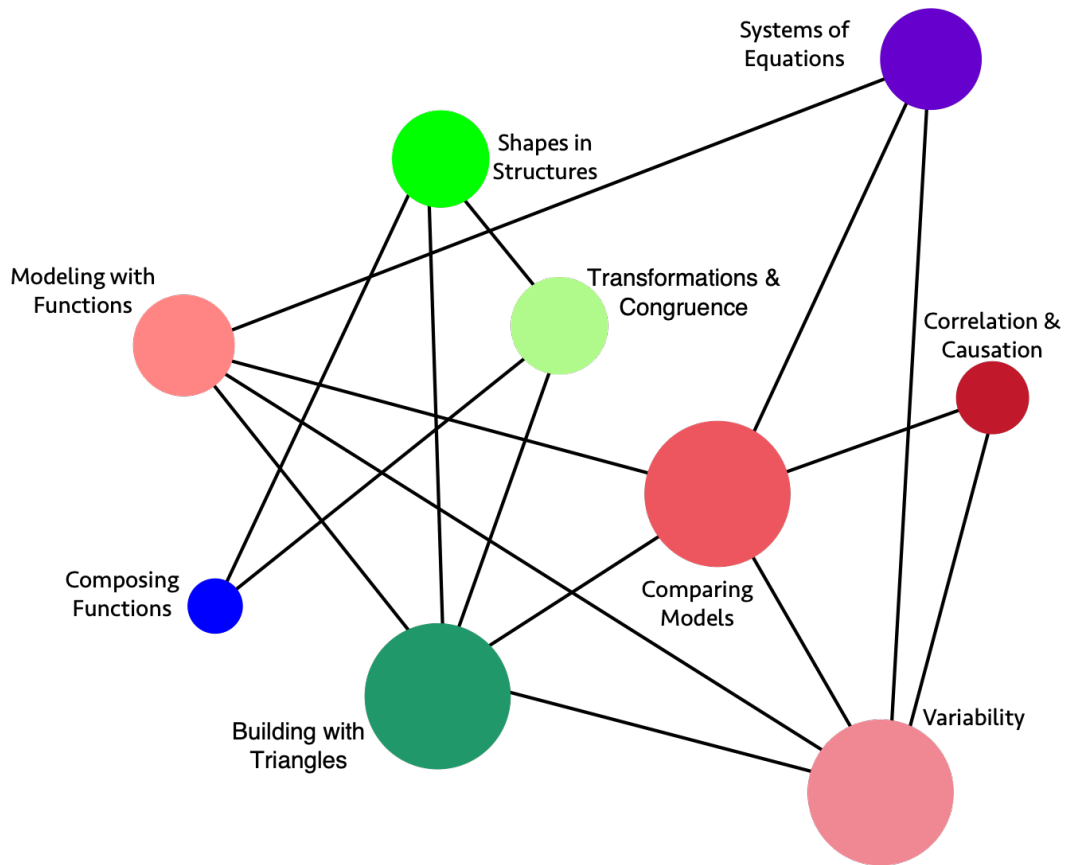 Systems of
Equations
Shapes in
Structures
Modeling with
Functions
Transformations &
Congruence
Correlation &
Causation
Composing
Functions
Comparing
Models
Building with
Triangles
Variability